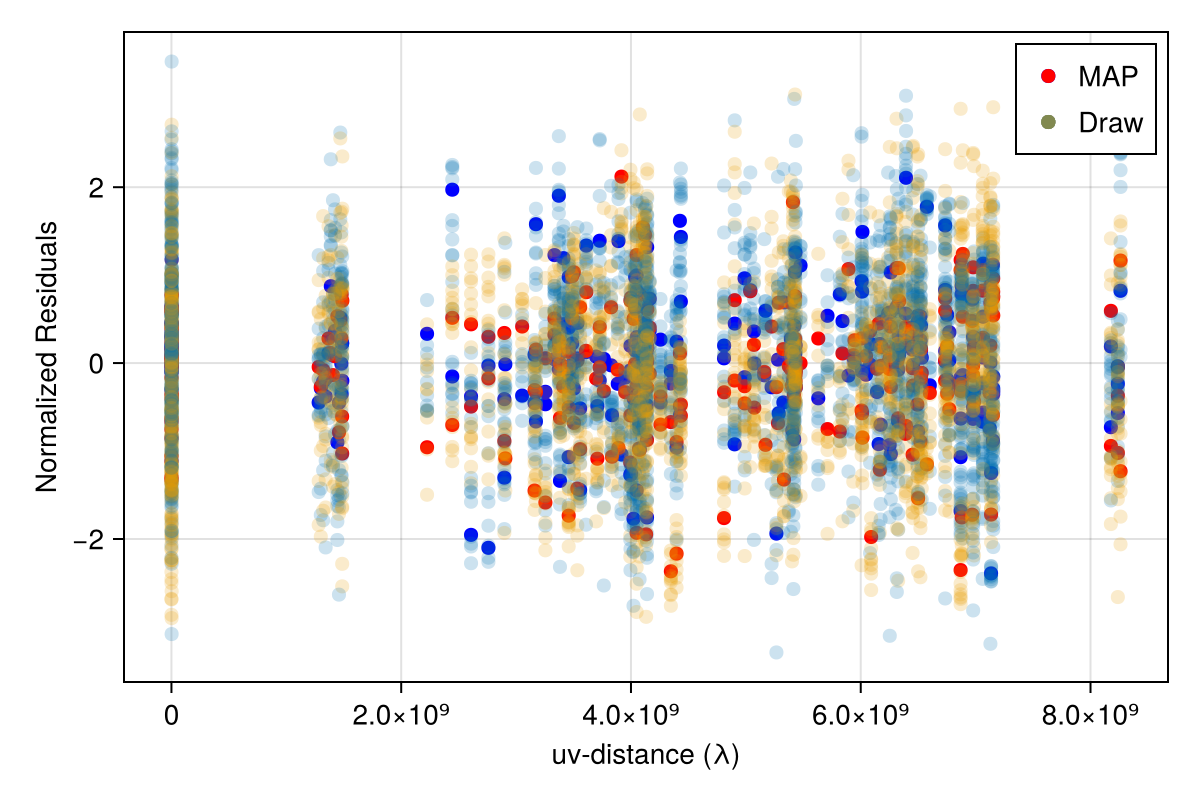 MAP
Draw
2
0
−2
Normalized Residuals
0
2.0×10⁹
4.0×10⁹
6.0×10⁹
8.0×10⁹
uv-distance (λ)